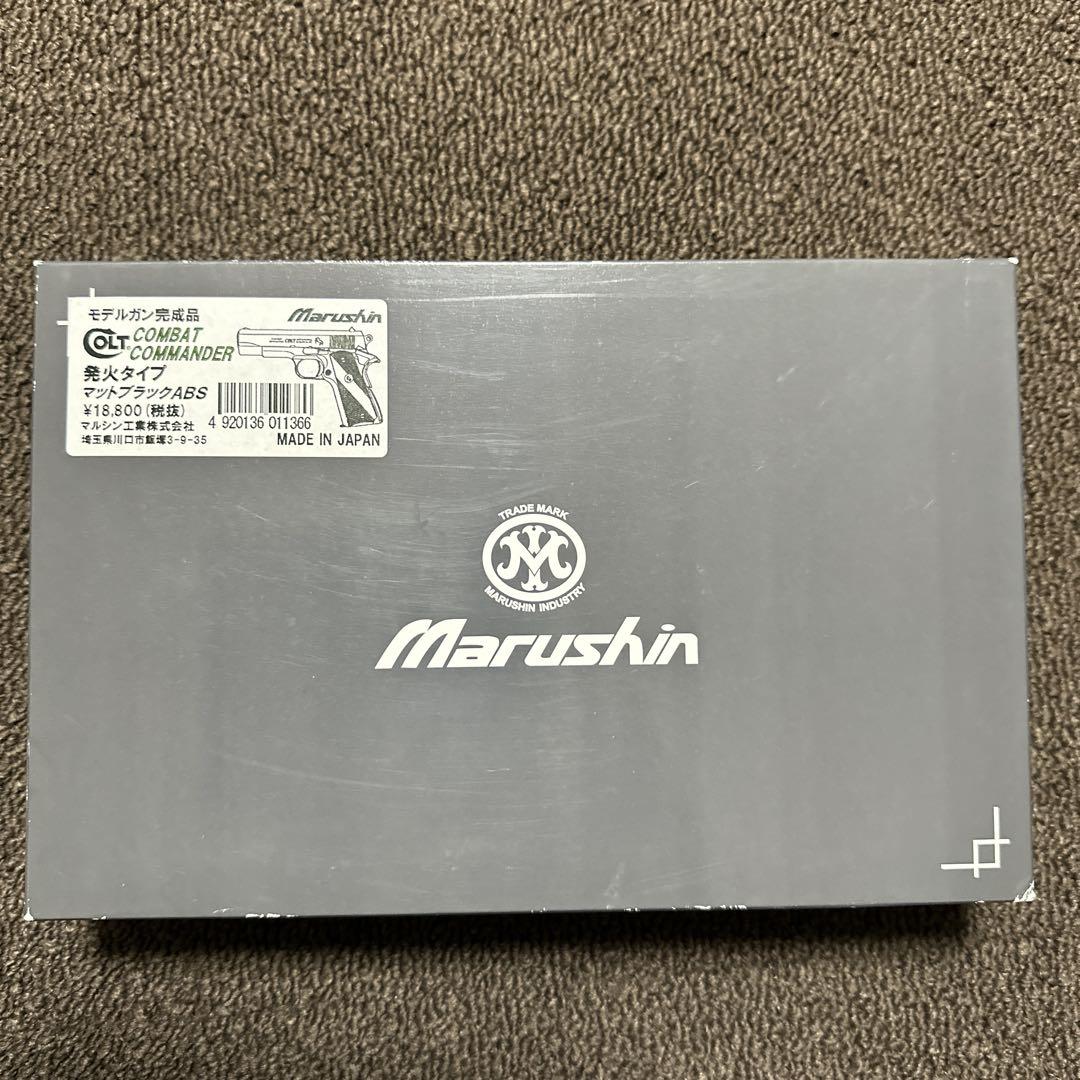 モデルガン完成品
Marushin
COLT COMBAT
COMMANDER
発火タイプ
マットブラックABS
¥18,800(税抜)
マルシン工業株式会社
埼玉県川口市飯塚3-9-35
4 920136 011366
MADE IN JAPAN
TRADE MARK
M
MARUSHIN INDUSTRY
Marushin